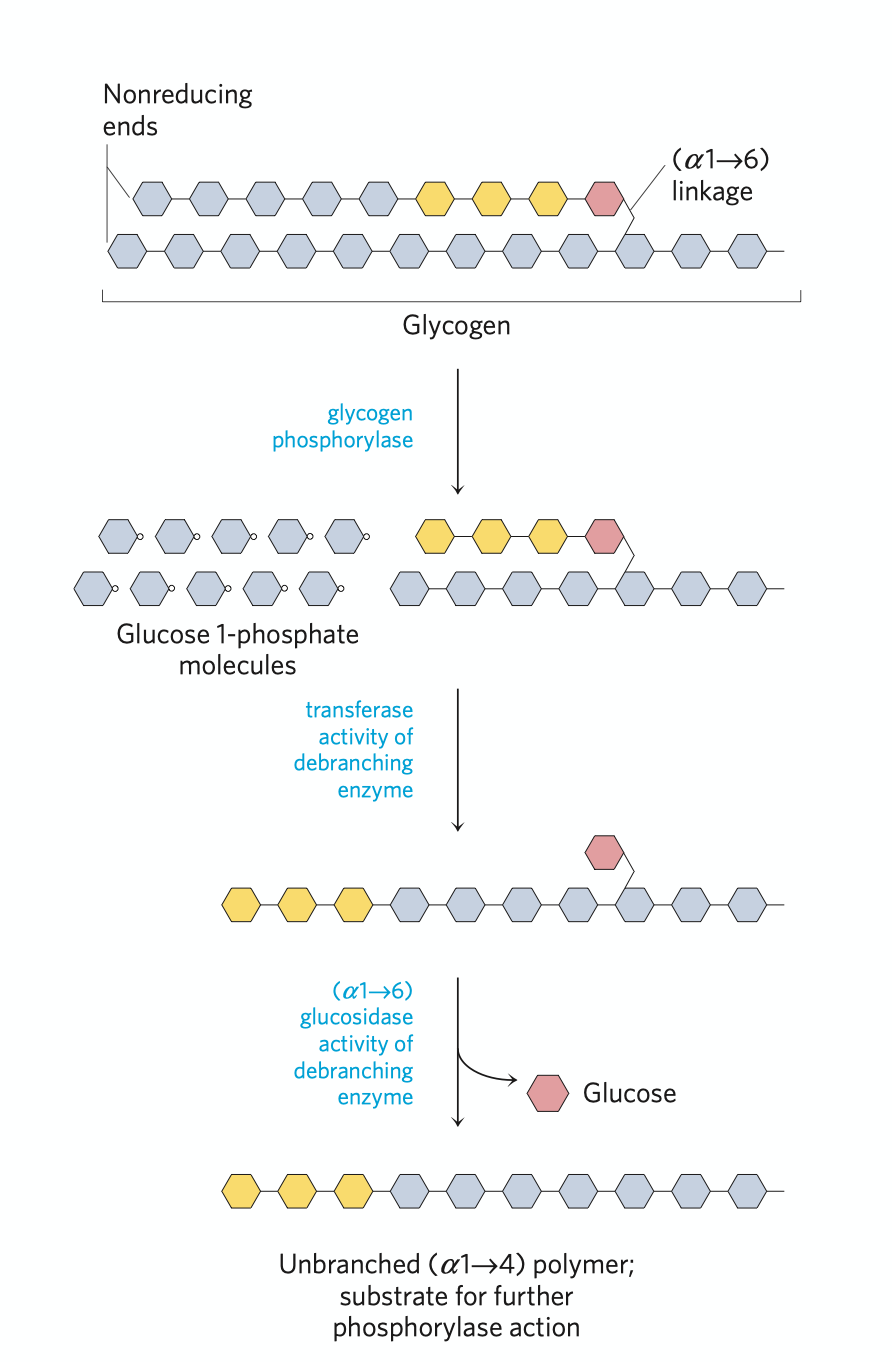 Nonreducing
ends
(α1→6)
linkage
Glycogen
glycogen
phosphorylase
Glucose 1-phosphate
molecules
transferase
activity of
debranching
enzyme
(α1→6)
glucosidase
activity of
debranching
enzyme
Glucose
Unbranched (α1→4) polymer;
substrate for further
phosphorylase action